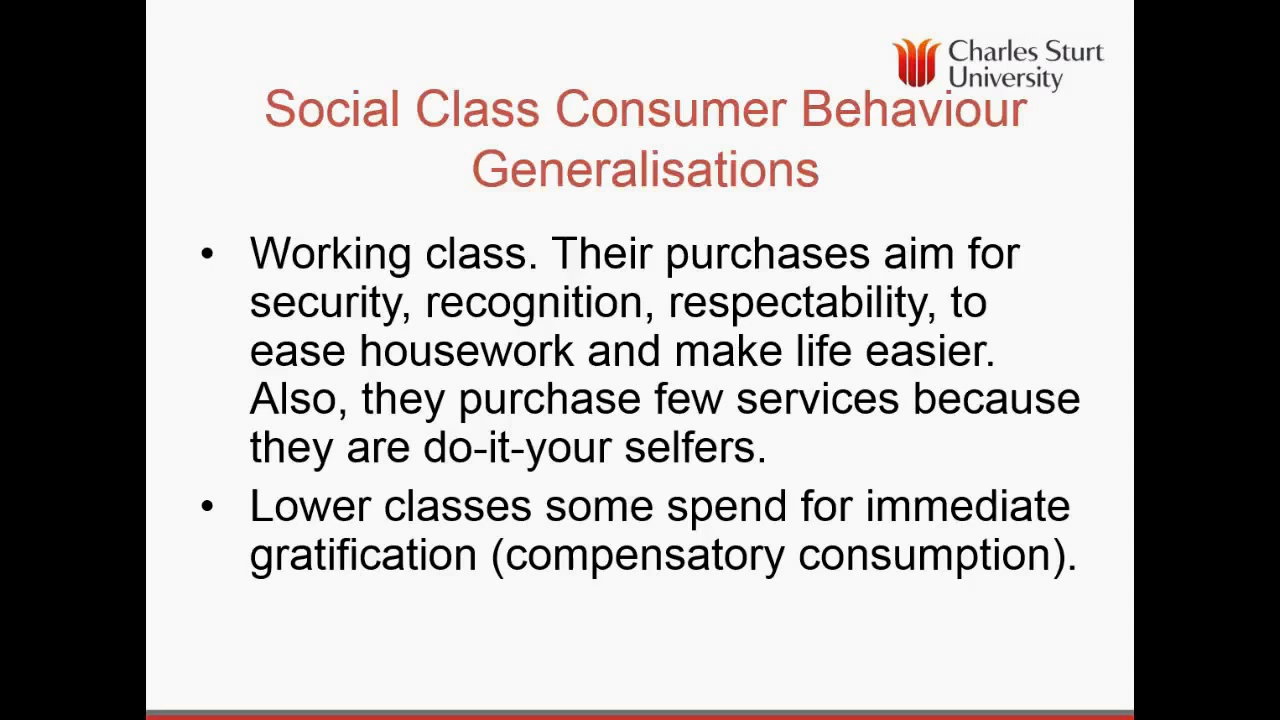 Charles Sturt
University
Social Class Consumer Behaviour
Generalisations
• Working class. Their purchases aim for
security, recognition, respectability, to
ease housework and make life easier.
Also, they purchase few services because
they are do-it-your selfers.
• Lower classes some spend for immediate
gratification (compensatory consumption).